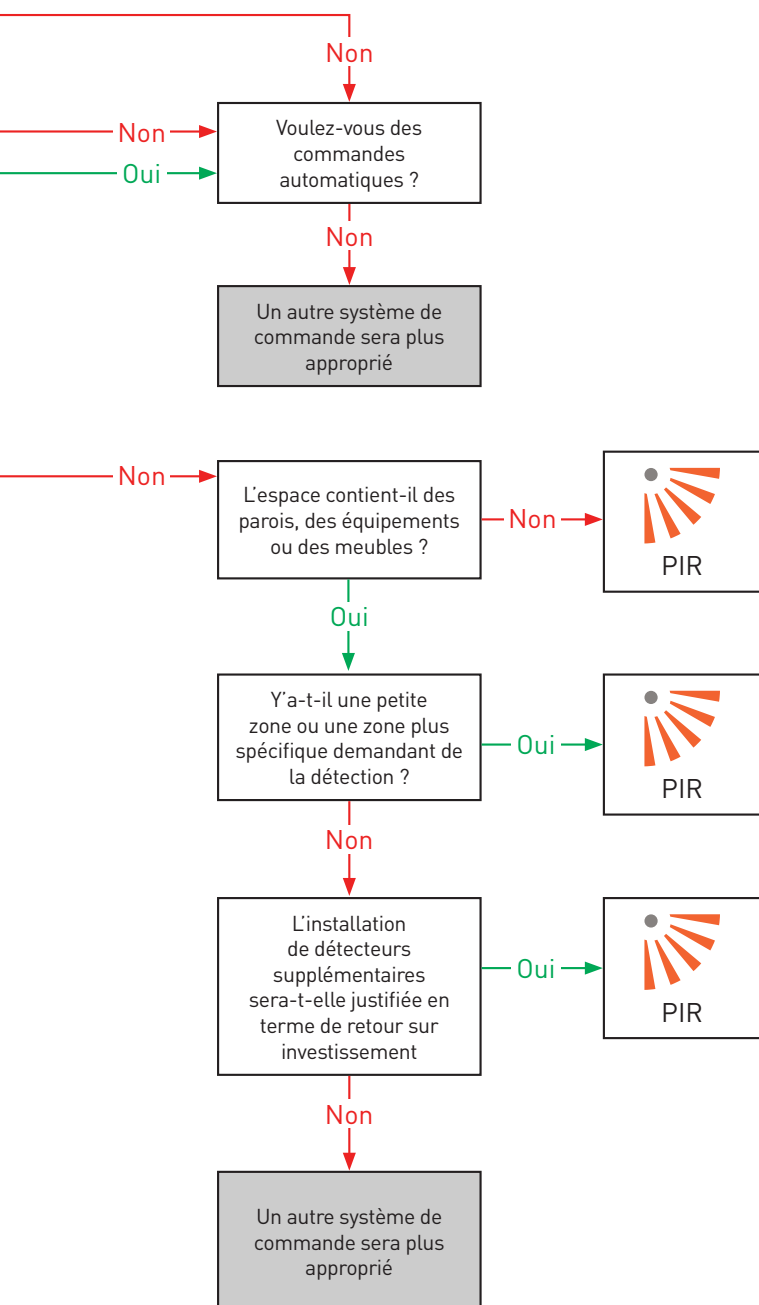 Non
Non
Oui
Voulez-vous des
commandes
automatiques ?
Non
Un autre système de
commande sera plus
approprié
Non
L'espace contient-il des
parois, des équipements
ou des meubles ?
Non
PIR
Oui
Y'a-t-il une petite
zone ou une zone plus
spécifique demandant de
la détection ?
Oui
PIR
Non
L'installation
de détecteurs
supplémentaires
sera-t-elle justifiée en
terme de retour sur
investissement
Oui
PIR
Non
Un autre système de
commande sera plus
approprié